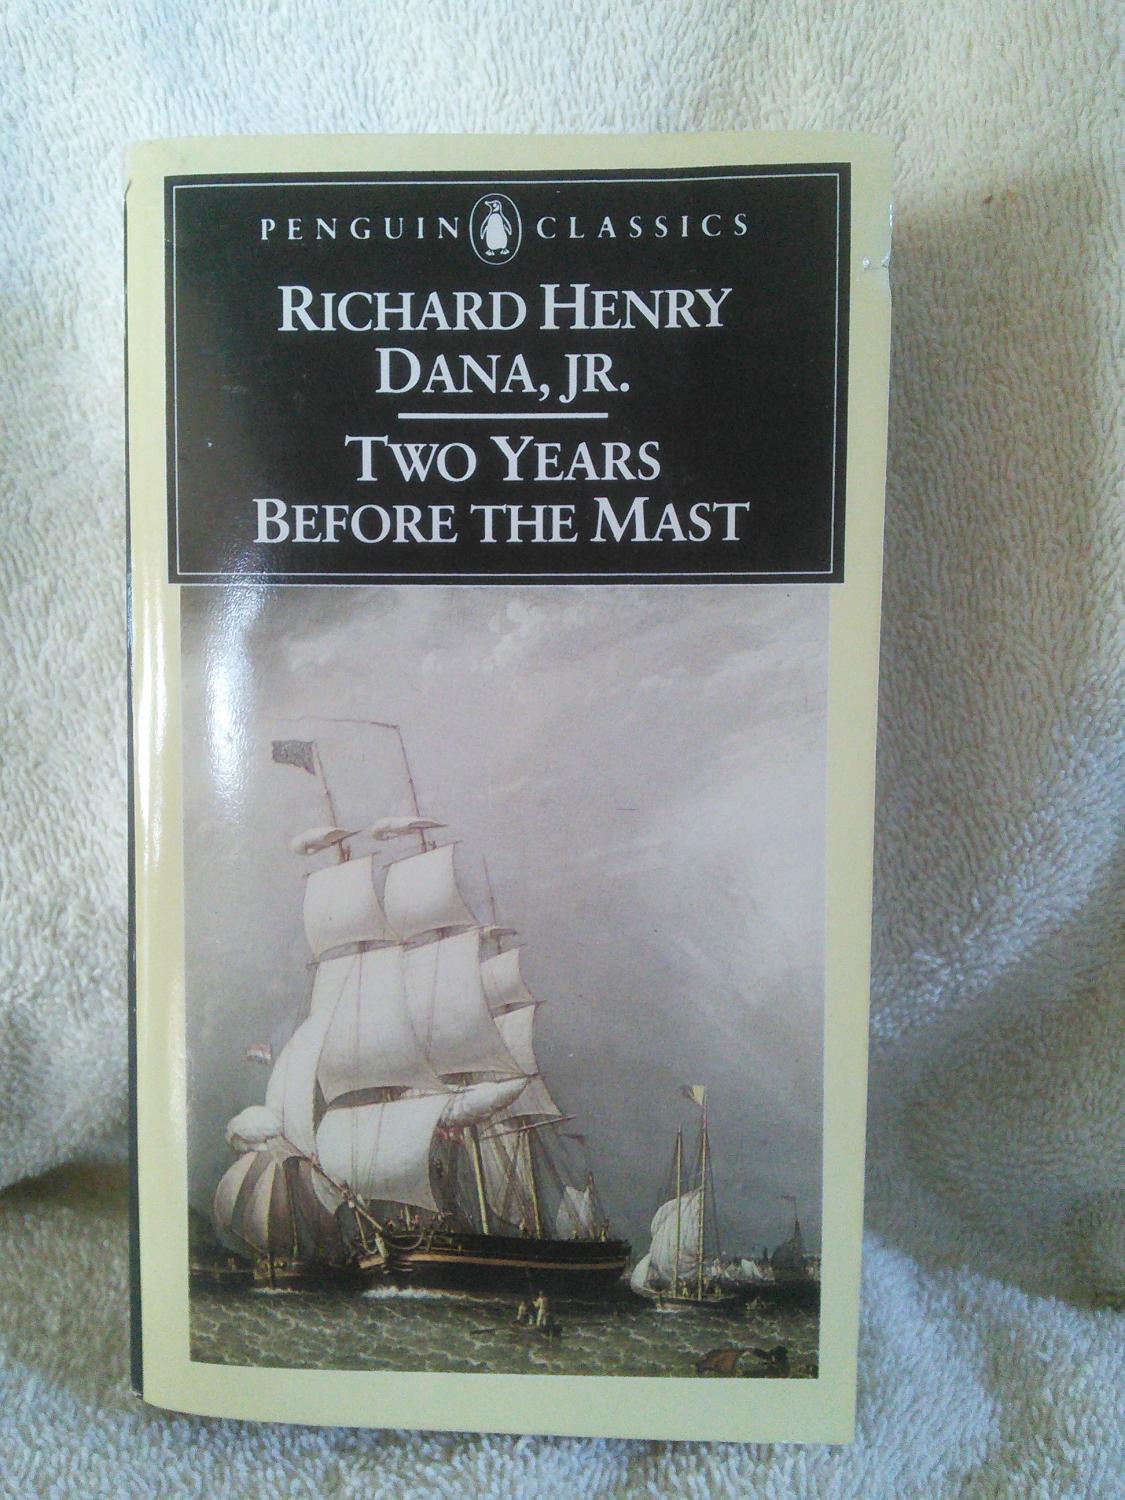 PENGUIN CLASSICS
RICHARD HENRY
DANA, JR.
TWO YEARS
BEFORE THE MAST